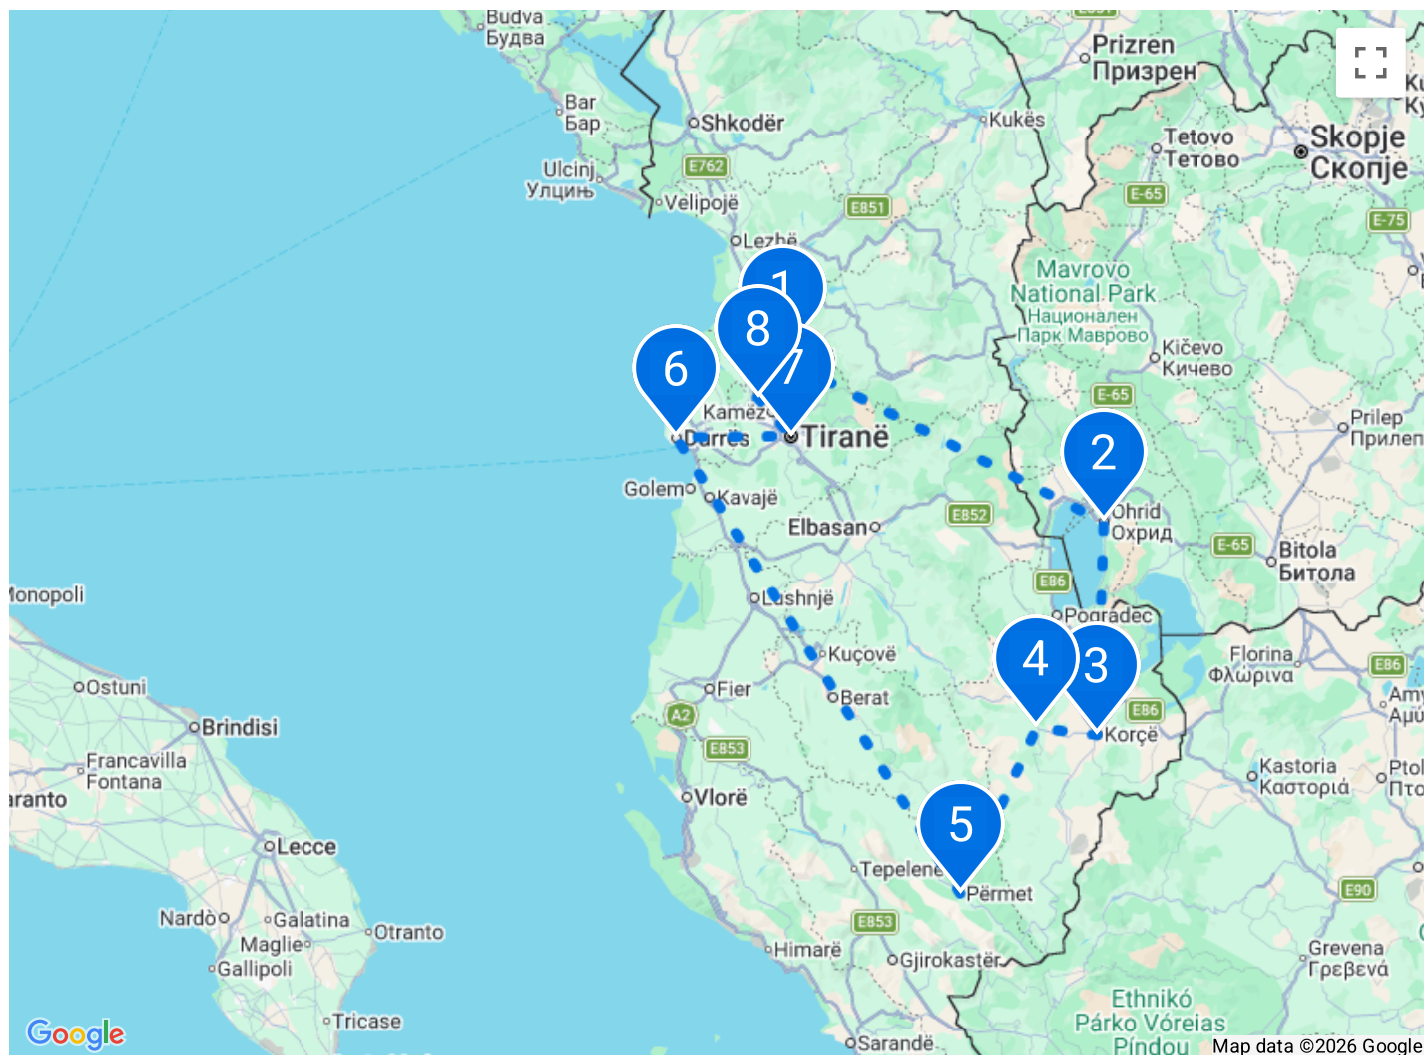 Budva
Будва
Prizren
Призрен
Bar
Бар
Shkodër
Kukës
Tetovo
Тетово
Skopje
Скопје
Ulcinj
Улцињ
E762
Velipojë
E851
E-65
E-75
Lezhë
Mavrovo
National Park
Национален
Парк Маврово
1
8
7
6
Kičevo
Кичево
E-65
Kamëz
Durrës
Tiranë
2
Prilep
Прилеп
Golem
Kavajë
Elbasan
E852
Ohrid
Охрид
E-65
Bitola
Битола
E86
Monopoli
Lushnjë
Pogradec
4
3
Kuçovë
Florina
Φλώρινα
E86
Ostuni
Fier
Berat
A2
E86
Brindisi
E853
Korçë
Francavilla
Fontana
Kastoria
Καστοριά
Vlorë
5
Lecce
Tepelenë
Përmet
E90
Nardò
Galatina
E853
Otranto
Maglie
Himarë
Gjirokastër
Grevena
Γρεβενά
Gallipoli
Ethnikó
Párko Vóreias
Píndou
Tricase
Sarandë
Google
Map data ©2026 Google